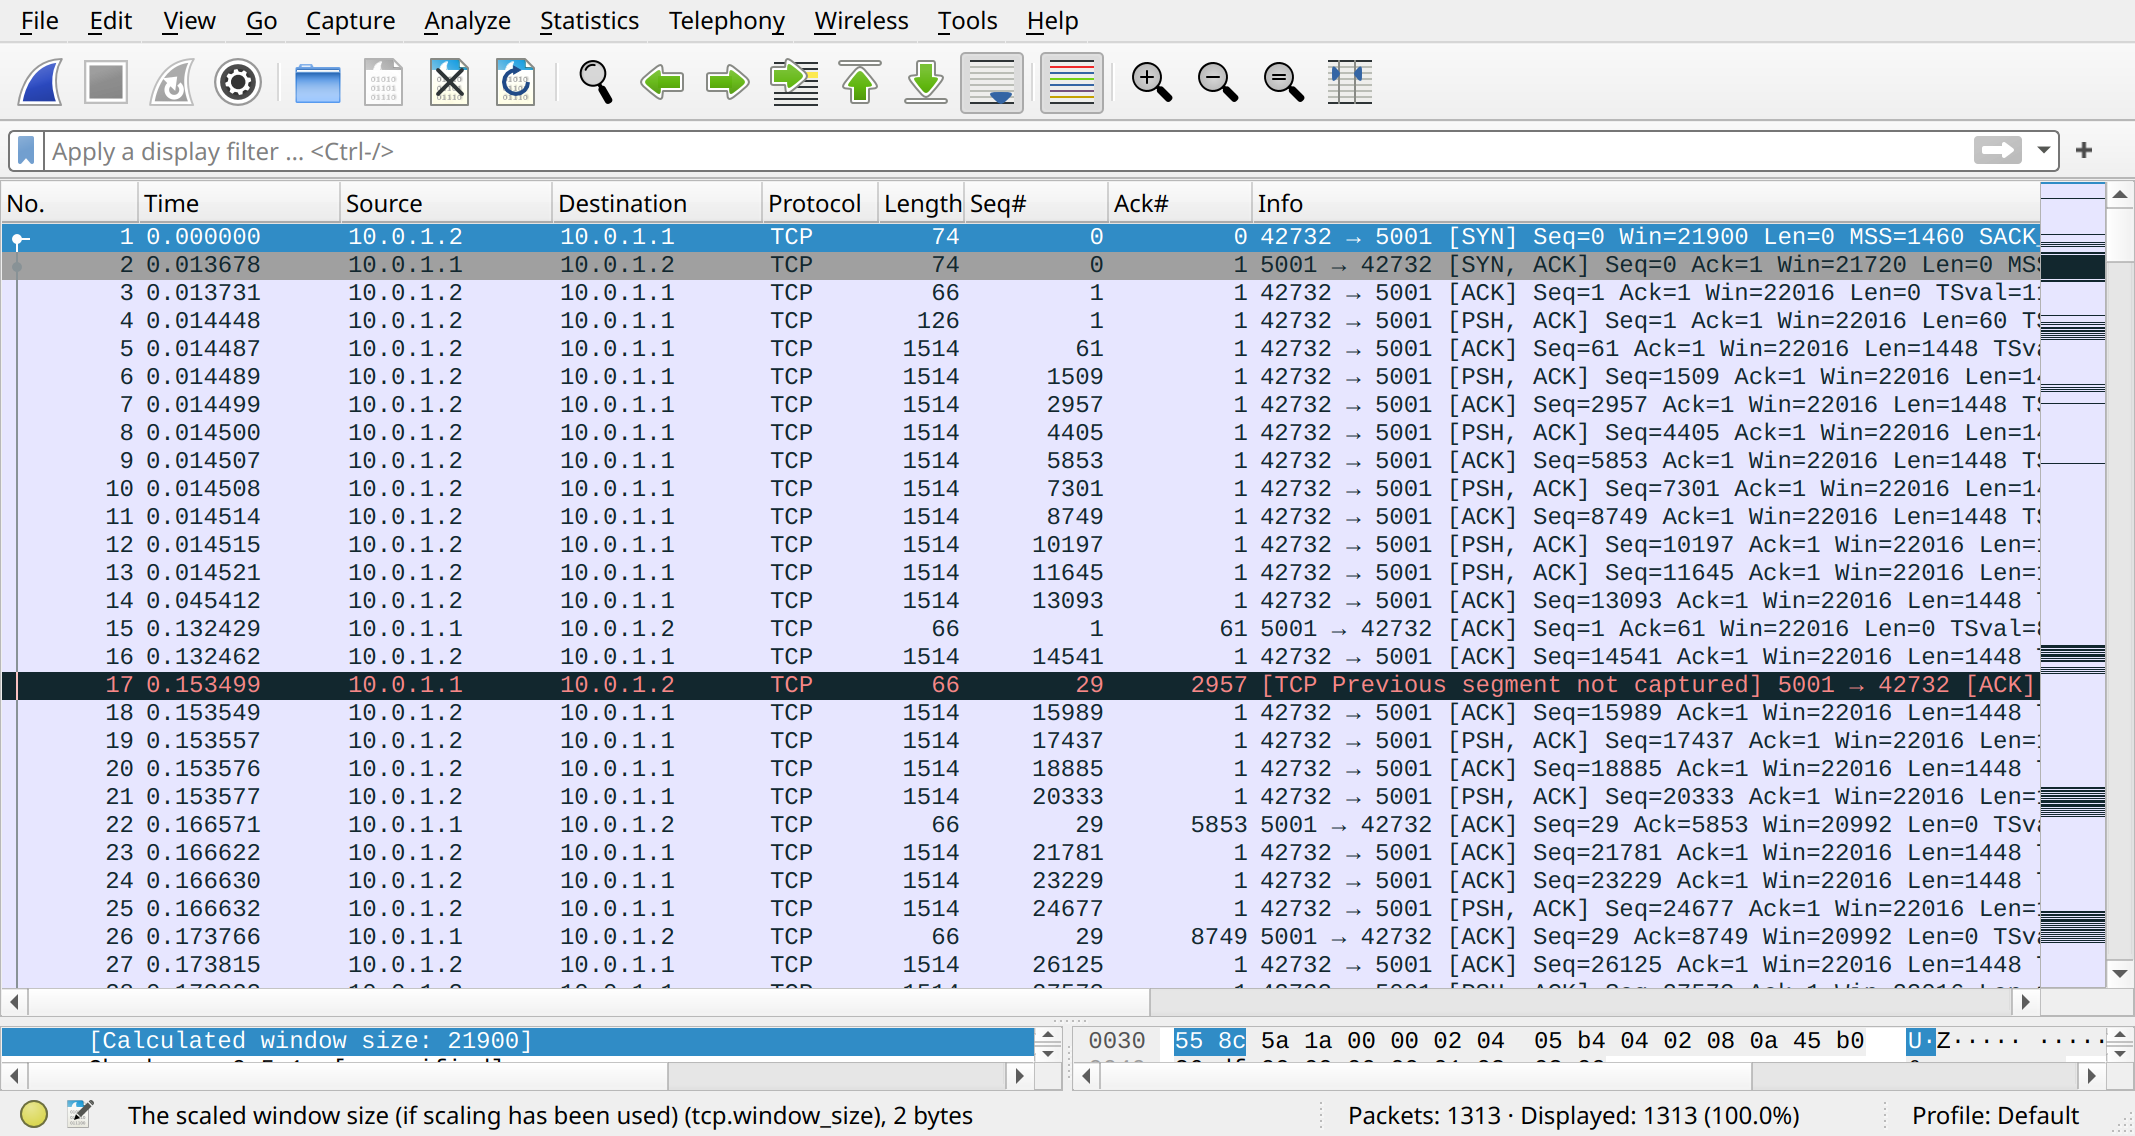 File Edit View Go Capture Analyze Statistics Telephony Wireless Tools Help
Apply a display filter ... <Ctrl-/>
No. Time Source Destination Protocol Length Seq# Ack# Info
1 0.000000 10.0.1.2 10.0.1.1 TCP 74 0 0 42732 → 5001 [SYN] Seq=0 Win=21900 Len=0 MSS=1460 SACK
2 0.013678 10.0.1.1 10.0.1.2 TCP 74 0 1 5001 → 42732 [SYN, ACK] Seq=0 Ack=1 Win=21720 Len=0 MS
3 0.013731 10.0.1.2 10.0.1.1 TCP 66 1 1 42732 → 5001 [ACK] Seq=1 Ack=1 Win=22016 Len=0 TSval=1
4 0.014448 10.0.1.2 10.0.1.1 TCP 126 1 1 42732 → 5001 [PSH, ACK] Seq=1 Ack=1 Win=22016 Len=60 T
5 0.014487 10.0.1.2 10.0.1.1 TCP 1514 61 1 42732 → 5001 [ACK] Seq=61 Ack=1 Win=22016 Len=1448 TSv
6 0.014489 10.0.1.2 10.0.1.1 TCP 1514 1509 1 42732 → 5001 [PSH, ACK] Seq=1509 Ack=1 Win=22016 Len=1
7 0.014499 10.0.1.2 10.0.1.1 TCP 1514 2957 1 42732 → 5001 [ACK] Seq=2957 Ack=1 Win=22016 Len=1448 T
8 0.014500 10.0.1.2 10.0.1.1 TCP 1514 4405 1 42732 → 5001 [PSH, ACK] Seq=4405 Ack=1 Win=22016 Len=1
9 0.014507 10.0.1.2 10.0.1.1 TCP 1514 5853 1 42732 → 5001 [ACK] Seq=5853 Ack=1 Win=22016 Len=1448 T
10 0.014508 10.0.1.2 10.0.1.1 TCP 1514 7301 1 42732 → 5001 [PSH, ACK] Seq=7301 Ack=1 Win=22016 Len=1
11 0.014514 10.0.1.2 10.0.1.1 TCP 1514 8749 1 42732 → 5001 [ACK] Seq=8749 Ack=1 Win=22016 Len=1448 T
12 0.014515 10.0.1.2 10.0.1.1 TCP 1514 10197 1 42732 → 5001 [PSH, ACK] Seq=10197 Ack=1 Win=22016 Len=
13 0.014521 10.0.1.2 10.0.1.1 TCP 1514 11645 1 42732 → 5001 [PSH, ACK] Seq=11645 Ack=1 Win=22016 Len=
14 0.045412 10.0.1.2 10.0.1.1 TCP 1514 13093 1 42732 → 5001 [ACK] Seq=13093 Ack=1 Win=22016 Len=1448
15 0.132429 10.0.1.1 10.0.1.2 TCP 66 1 61 5001 → 42732 [ACK] Seq=1 Ack=61 Win=22016 Len=0 TSval=
16 0.132462 10.0.1.2 10.0.1.1 TCP 1514 14541 1 42732 → 5001 [ACK] Seq=14541 Ack=1 Win=22016 Len=1448
17 0.153499 10.0.1.1 10.0.1.2 TCP 66 29 2957 [TCP Previous segment not captured] 5001 → 42732 [ACK]
18 0.153549 10.0.1.2 10.0.1.1 TCP 1514 15989 1 42732 → 5001 [ACK] Seq=15989 Ack=1 Win=22016 Len=1448
19 0.153557 10.0.1.2 10.0.1.1 TCP 1514 17437 1 42732 → 5001 [PSH, ACK] Seq=17437 Ack=1 Win=22016 Len=
20 0.153576 10.0.1.2 10.0.1.1 TCP 1514 18885 1 42732 → 5001 [ACK] Seq=18885 Ack=1 Win=22016 Len=1448
21 0.153577 10.0.1.2 10.0.1.1 TCP 1514 20333 1 42732 → 5001 [PSH, ACK] Seq=20333 Ack=1 Win=22016 Len=
22 0.166571 10.0.1.1 10.0.1.2 TCP 66 29 5853 5001 → 42732 [ACK] Seq=29 Ack=5853 Win=20992 Len=0 TSv
23 0.166622 10.0.1.2 10.0.1.1 TCP 1514 21781 1 42732 → 5001 [ACK] Seq=21781 Ack=1 Win=22016 Len=1448
24 0.166630 10.0.1.2 10.0.1.1 TCP 1514 23229 1 42732 → 5001 [ACK] Seq=23229 Ack=1 Win=22016 Len=1448
25 0.166632 10.0.1.2 10.0.1.1 TCP 1514 24677 1 42732 → 5001 [PSH, ACK] Seq=24677 Ack=1 Win=22016 Len=
26 0.173766 10.0.1.1 10.0.1.2 TCP 66 29 8749 5001 → 42732 [ACK] Seq=29 Ack=8749 Win=20992 Len=0 TSv
27 0.173815 10.0.1.2 10.0.1.1 TCP 1514 26125 1 42732 → 5001 [ACK] Seq=26125 Ack=1 Win=22016 Len=1448
[Calculated window size: 21900]
0030 55 8c 5a 1a 00 00 02 04 05 b4 04 02 08 0a 45 b0 U·Z····· ·····
The scaled window size (if scaling has been used) (tcp.window_size), 2 bytes
Packets: 1313 · Displayed: 1313 (100.0%)
Profile: Default